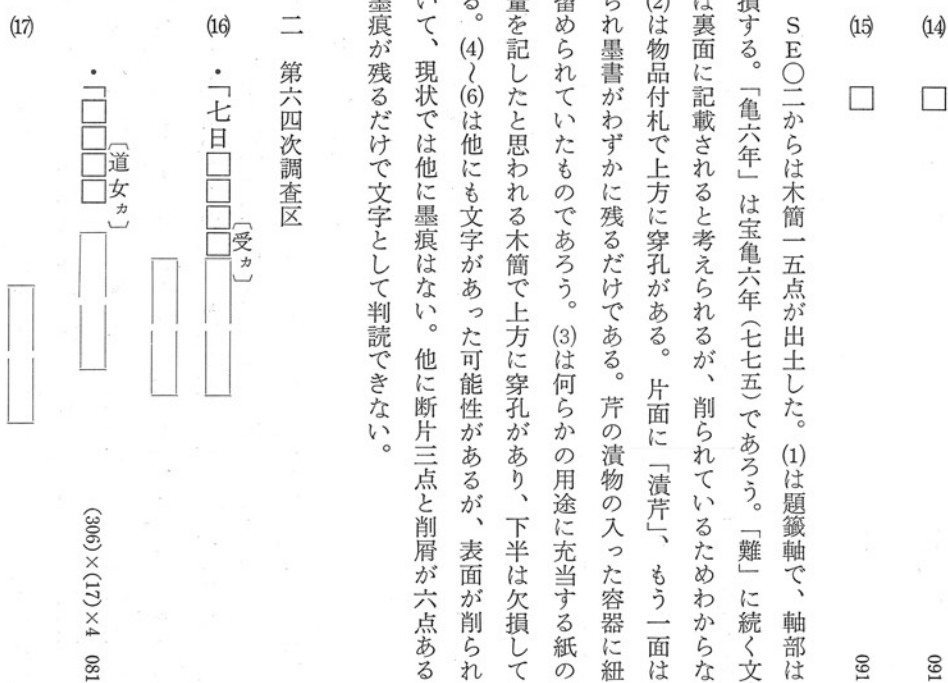 (14) □ 091
(15) □ 091
SE〇二からは木簡一五点が出土した。(1)は題籤軸で、軸部は
損する。「亀六年」は宝亀六年(七七五)であろう。「難」に続く文
は裏面に記載されると考えられるが、削られているためわからな
(2)は物品付札で上方に穿孔がある。片面に「漬芹」、もう一面は
られ墨書がわずかに残るだけである。芹の漬物の入った容器に紐
留められていたものであろう。(3)は何らかの用途に充当する紙の
量を記したと思われる木簡で上方に穿孔があり、下半は欠損して
る。(4)〜(6)は他にも文字があった可能性があるが、表面が削られ
いて、現状では他に墨痕はない。他に断片三点と削屑が六点ある
墨痕が残るだけで文字として判読できない。
二 第六四次調査区
〔受ヵ〕
(16) ・「七日□□□□
〔道女ヵ〕
・「□□□□
(306)×(17)×4 081
(17)